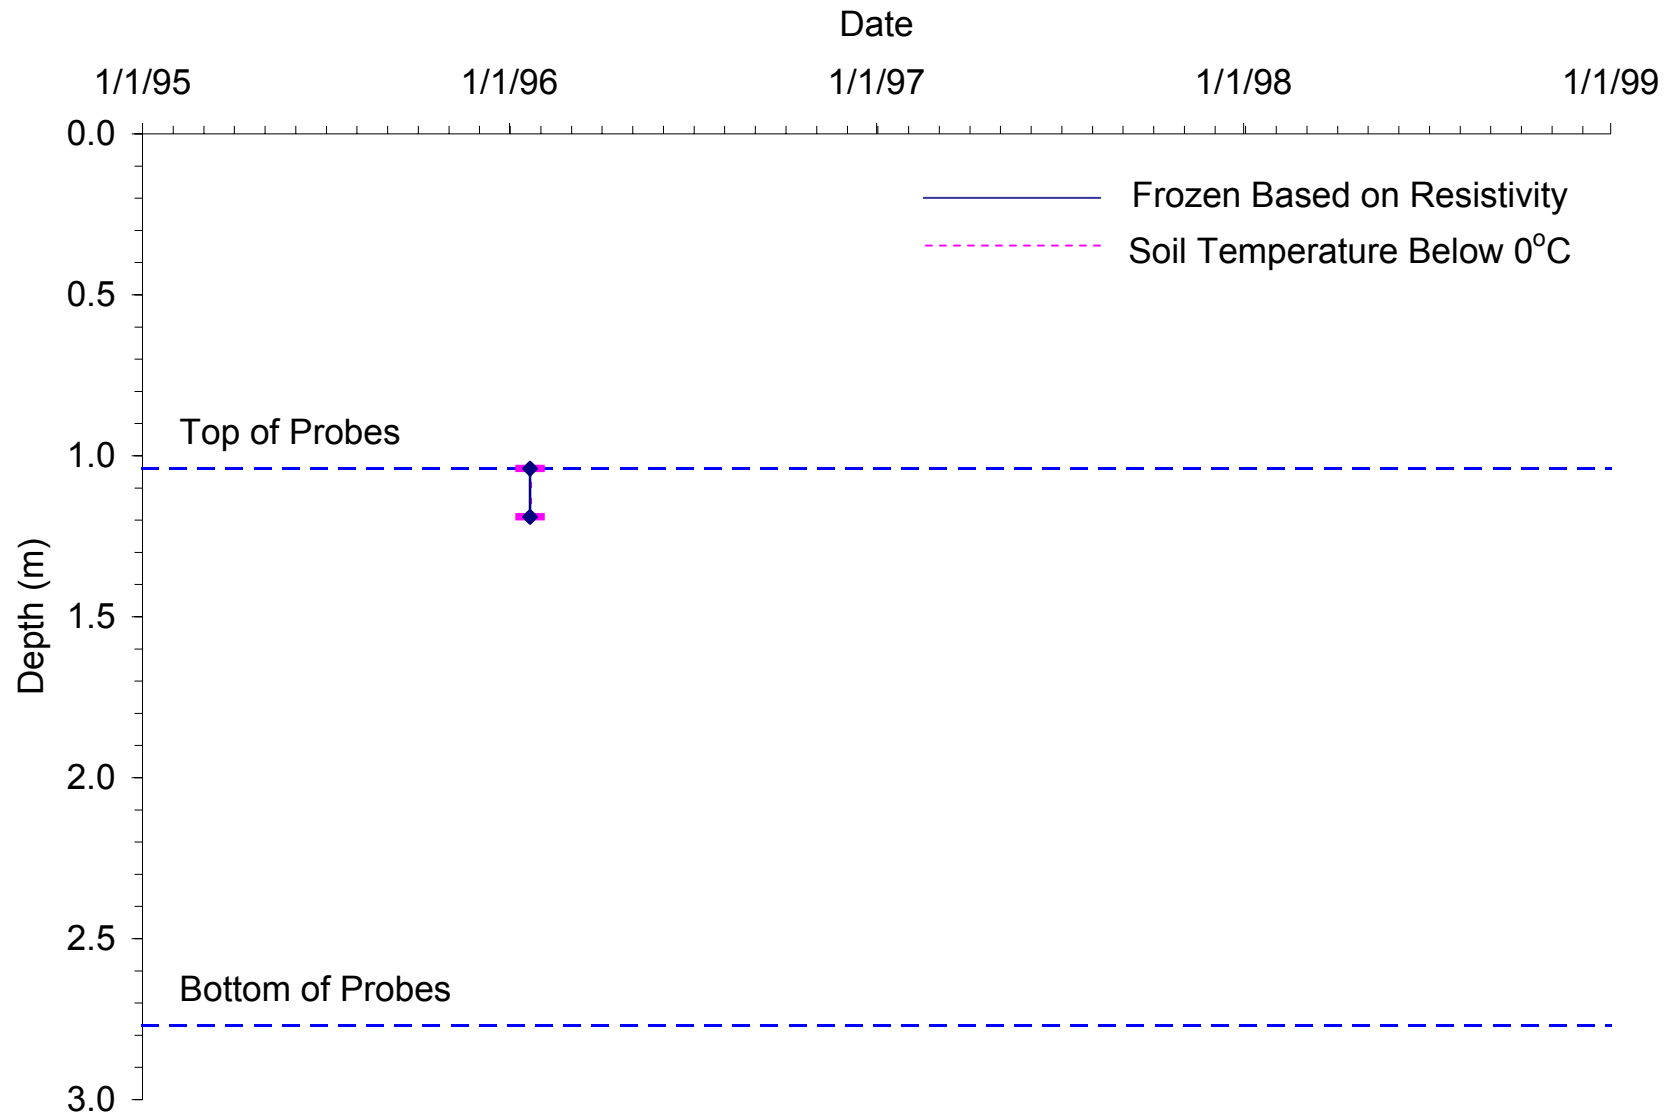 Date
1/1/95 1/1/96 1/1/97 1/1/98 1/1/99
0.0
Frozen Based on Resistivity
Soil Temperature Below 0°C
0.5
Top of Probes
1.0
Depth (m)
1.5
2.0
2.5
Bottom of Probes
3.0